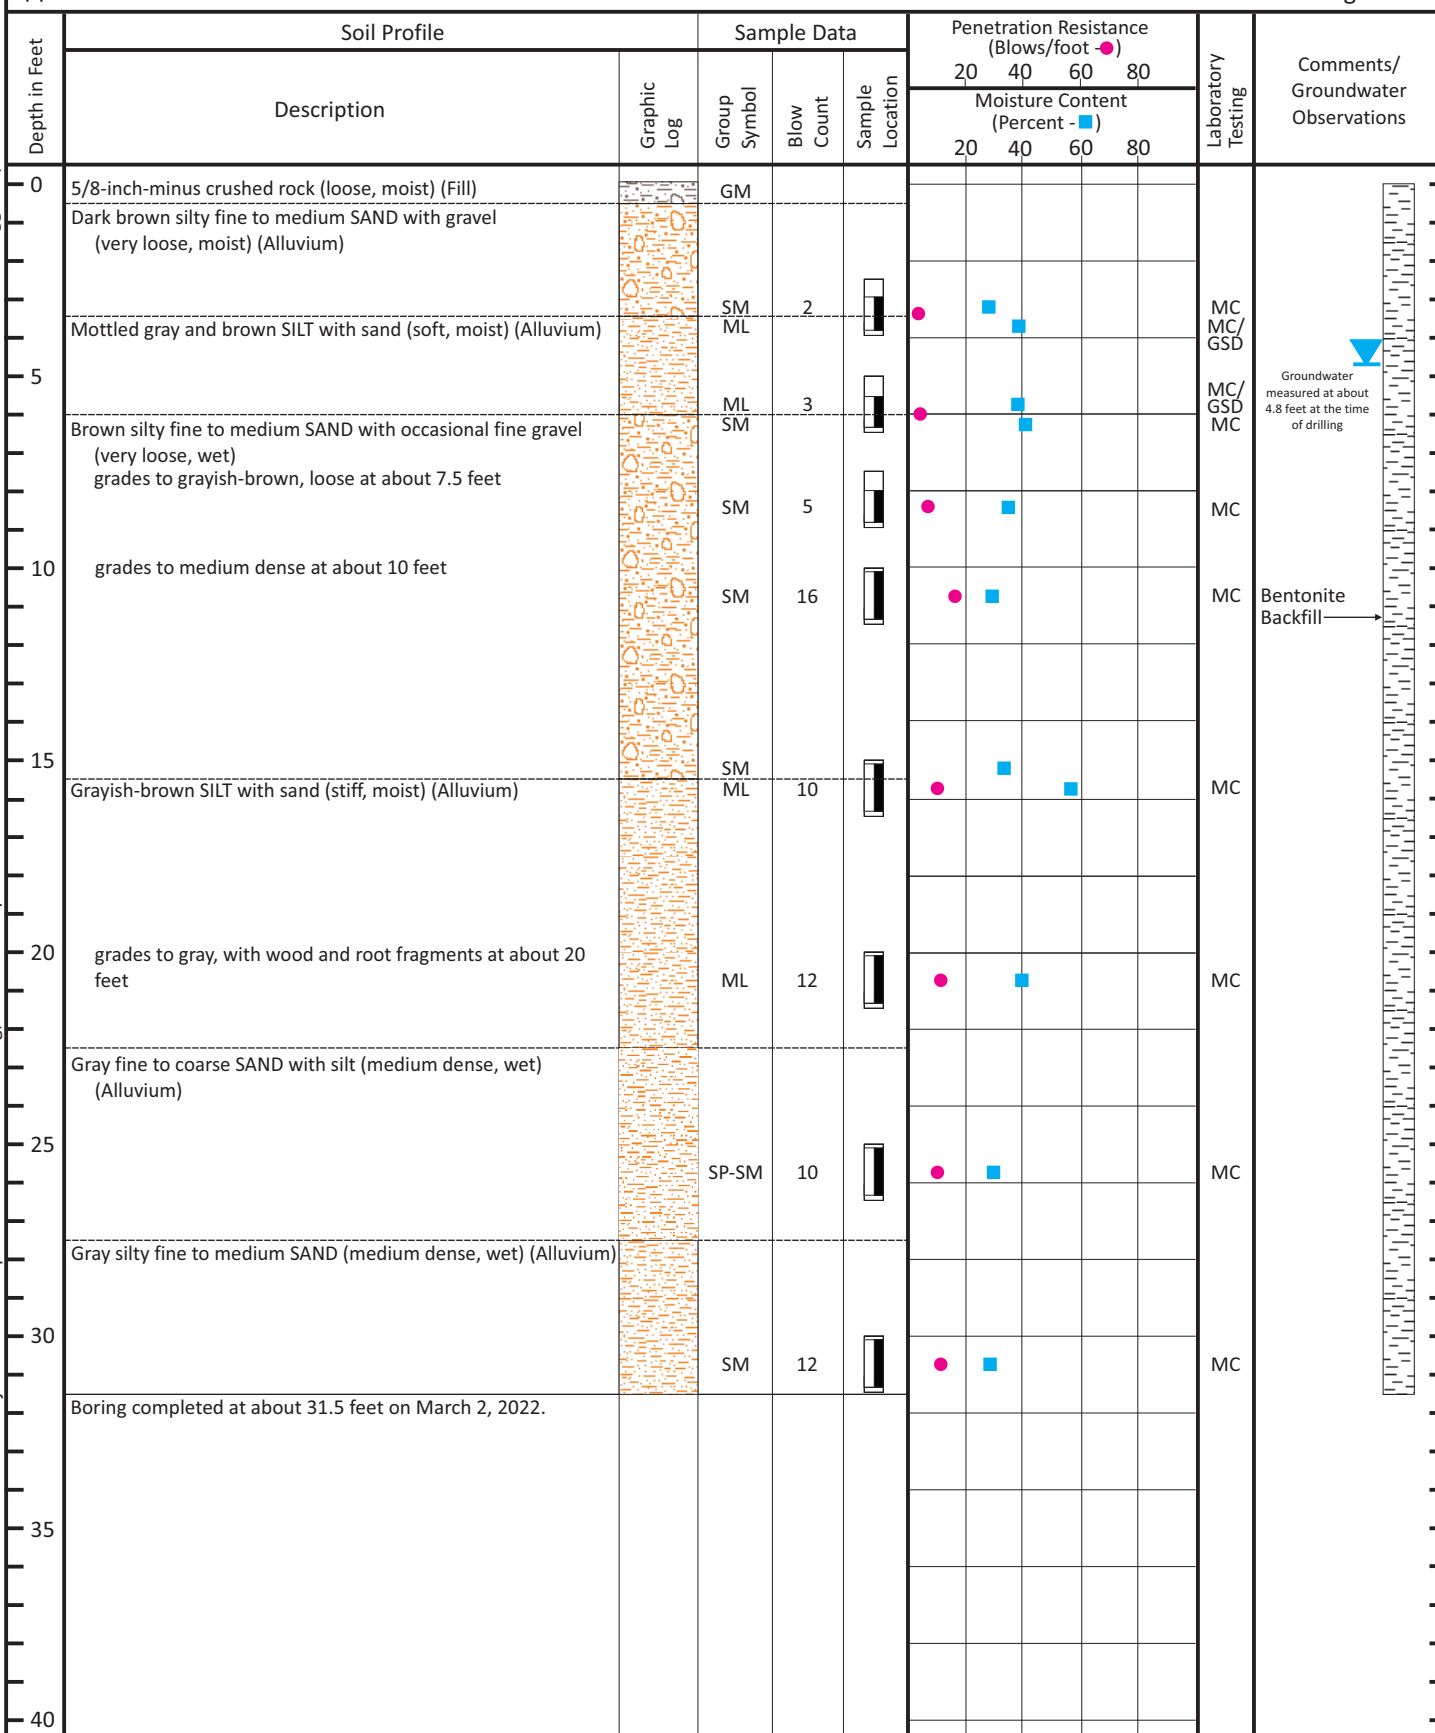 Soil Profile
Sample Data
Penetration Resistance
(Blows/foot - )
20 40 60 80
Moisture Content
(Percent - )
20 40 60 80
Depth in Feet
Description
Graphic
Log
Group
Symbol
Blow
Count
Sample
Location
Laboratory
Testing
Comments/
Groundwater
Observations
0
5/8-inch-minus crushed rock (loose, moist) (Fill)
GM
Dark brown silty fine to medium SAND with gravel
(very loose, moist) (Alluvium)
SM 2 MC
Mottled gray and brown SILT with sand (soft, moist) (Alluvium)
ML MC/
GSD
5
Groundwater
measured at about
4.8 feet at the time
of drilling
ML 3 MC/
GSD
Brown silty fine to medium SAND with occasional fine gravel
(very loose, wet)
SM MC
grades to grayish-brown, loose at about 7.5 feet
SM 5 MC
10
grades to medium dense at about 10 feet
SM 16 MC
Bentonite
Backfill
15
SM
Grayish-brown SILT with sand (stiff, moist) (Alluvium)
ML 10 MC
20
grades to gray, with wood and root fragments at about 20
feet
ML 12 MC
Gray fine to coarse SAND with silt (medium dense, wet)
(Alluvium)
25
SP-SM 10 MC
Gray silty fine to medium SAND (medium dense, wet) (Alluvium)
30
SM 12 MC
Boring completed at about 31.5 feet on March 2, 2022.
35
40